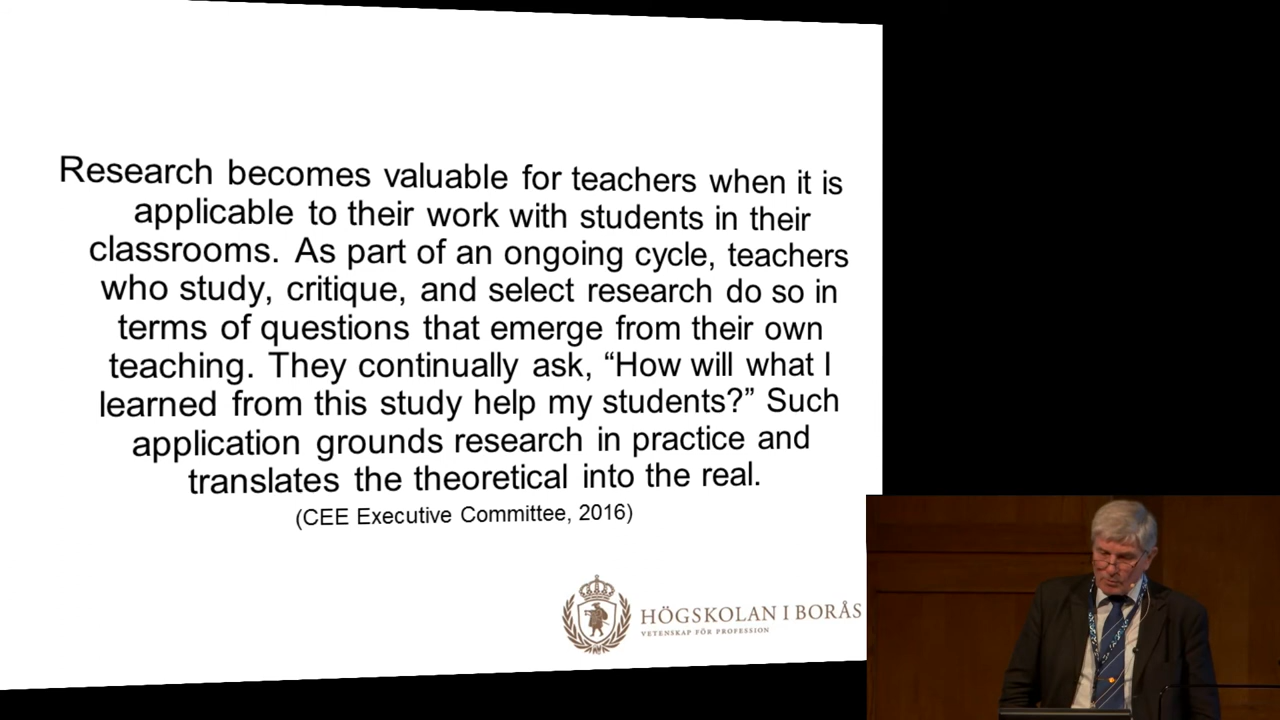 Research becomes valuable for teachers when it is
applicable to their work with students in their
classrooms. As part of an ongoing cycle, teachers
who study, critique, and select research do so in
terms of questions that emerge from their own
teaching. They continually ask, “How will what I
learned from this study help my students?” Such
application grounds research in practice and
translates the theoretical into the real.
(CEE Executive Committee, 2016)
HÖGSKOLAN I BORÅS
VETENSKAP FÖR PROFESSION